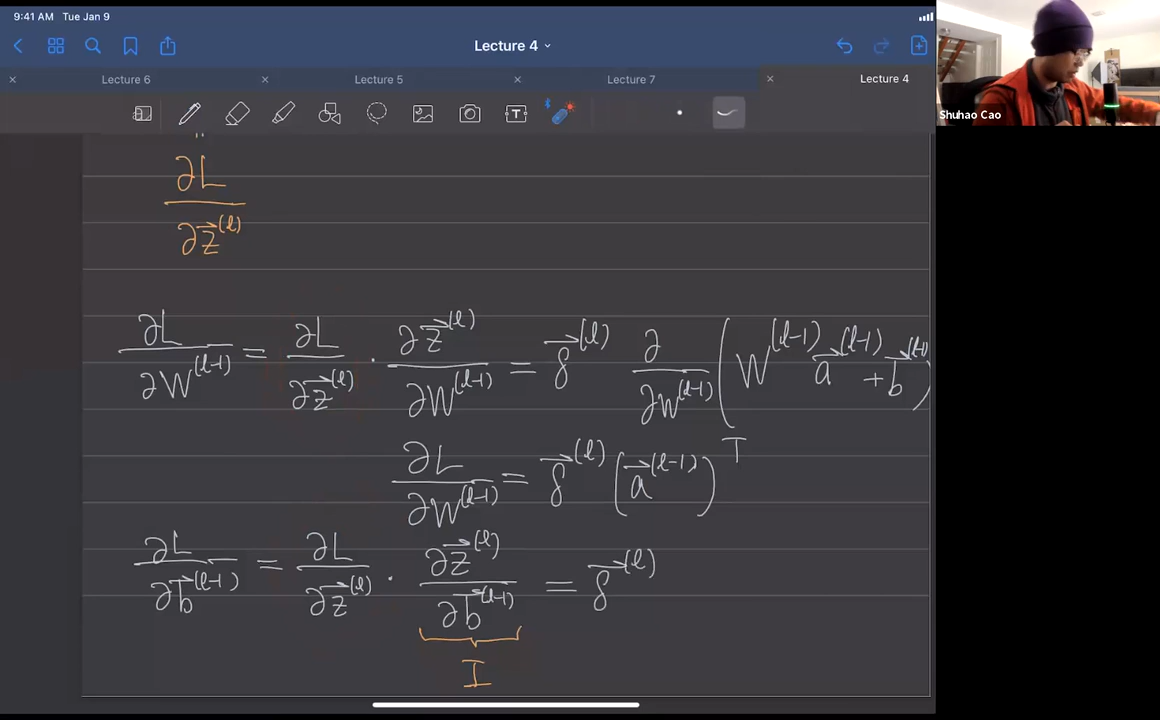 9:41 AM Tue Jan 9
Lecture 4
Lecture 6
Lecture 5
Lecture 7
Lecture 4
T
Shuhao Cao
∂L
∂z⃗^(l)
∂L/∂W^(l-1) = ∂L/∂z⃗^(l) · ∂z⃗^(l)/∂W^(l-1) = δ⃗^(l) ∂/∂W^(l-1) (W^(l-1) a⃗^(l-1) + b⃗^(l-1))
∂L/∂W^(l-1) = δ⃗^(l) (a⃗^(l-1))^T
∂L/∂b⃗^(l-1) = ∂L/∂z⃗^(l) · ∂z⃗^(l)/∂b⃗^(l-1) = δ⃗^(l)
I